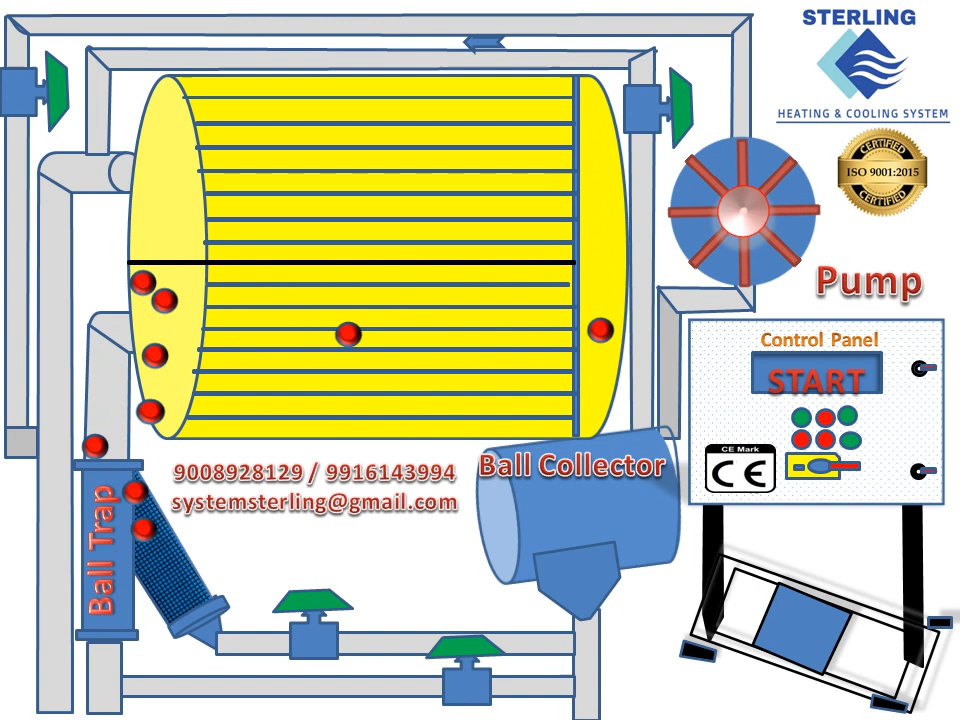 STERLING
HEATING & COOLING SYSTEM
CERTIFIED
ISO 9001:2015
CERTIFIED
Pump
Control Panel
START
CE Mark
CE
Ball Collector
9008928129 / 9916143994
systemsterling@gmail.com
Ball Trap